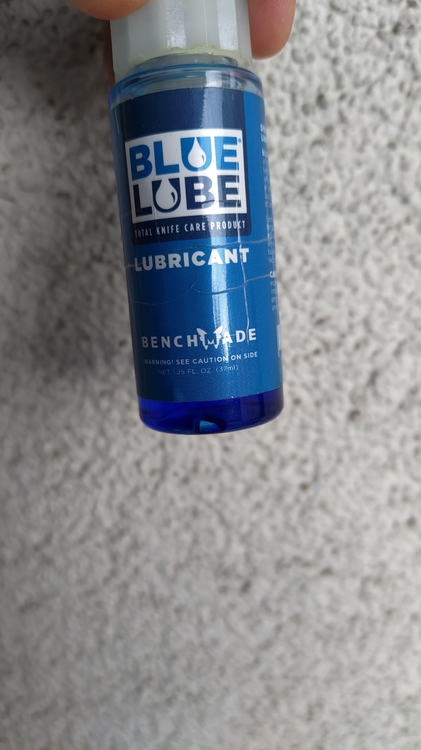 BLUE
LUBE
TOTAL KNIFE CARE PRODUCT
LUBRICANT
BENCHMADE
WARNING! SEE CAUTION ON SIDE
NET 1.25 FL. OZ. (37ml)